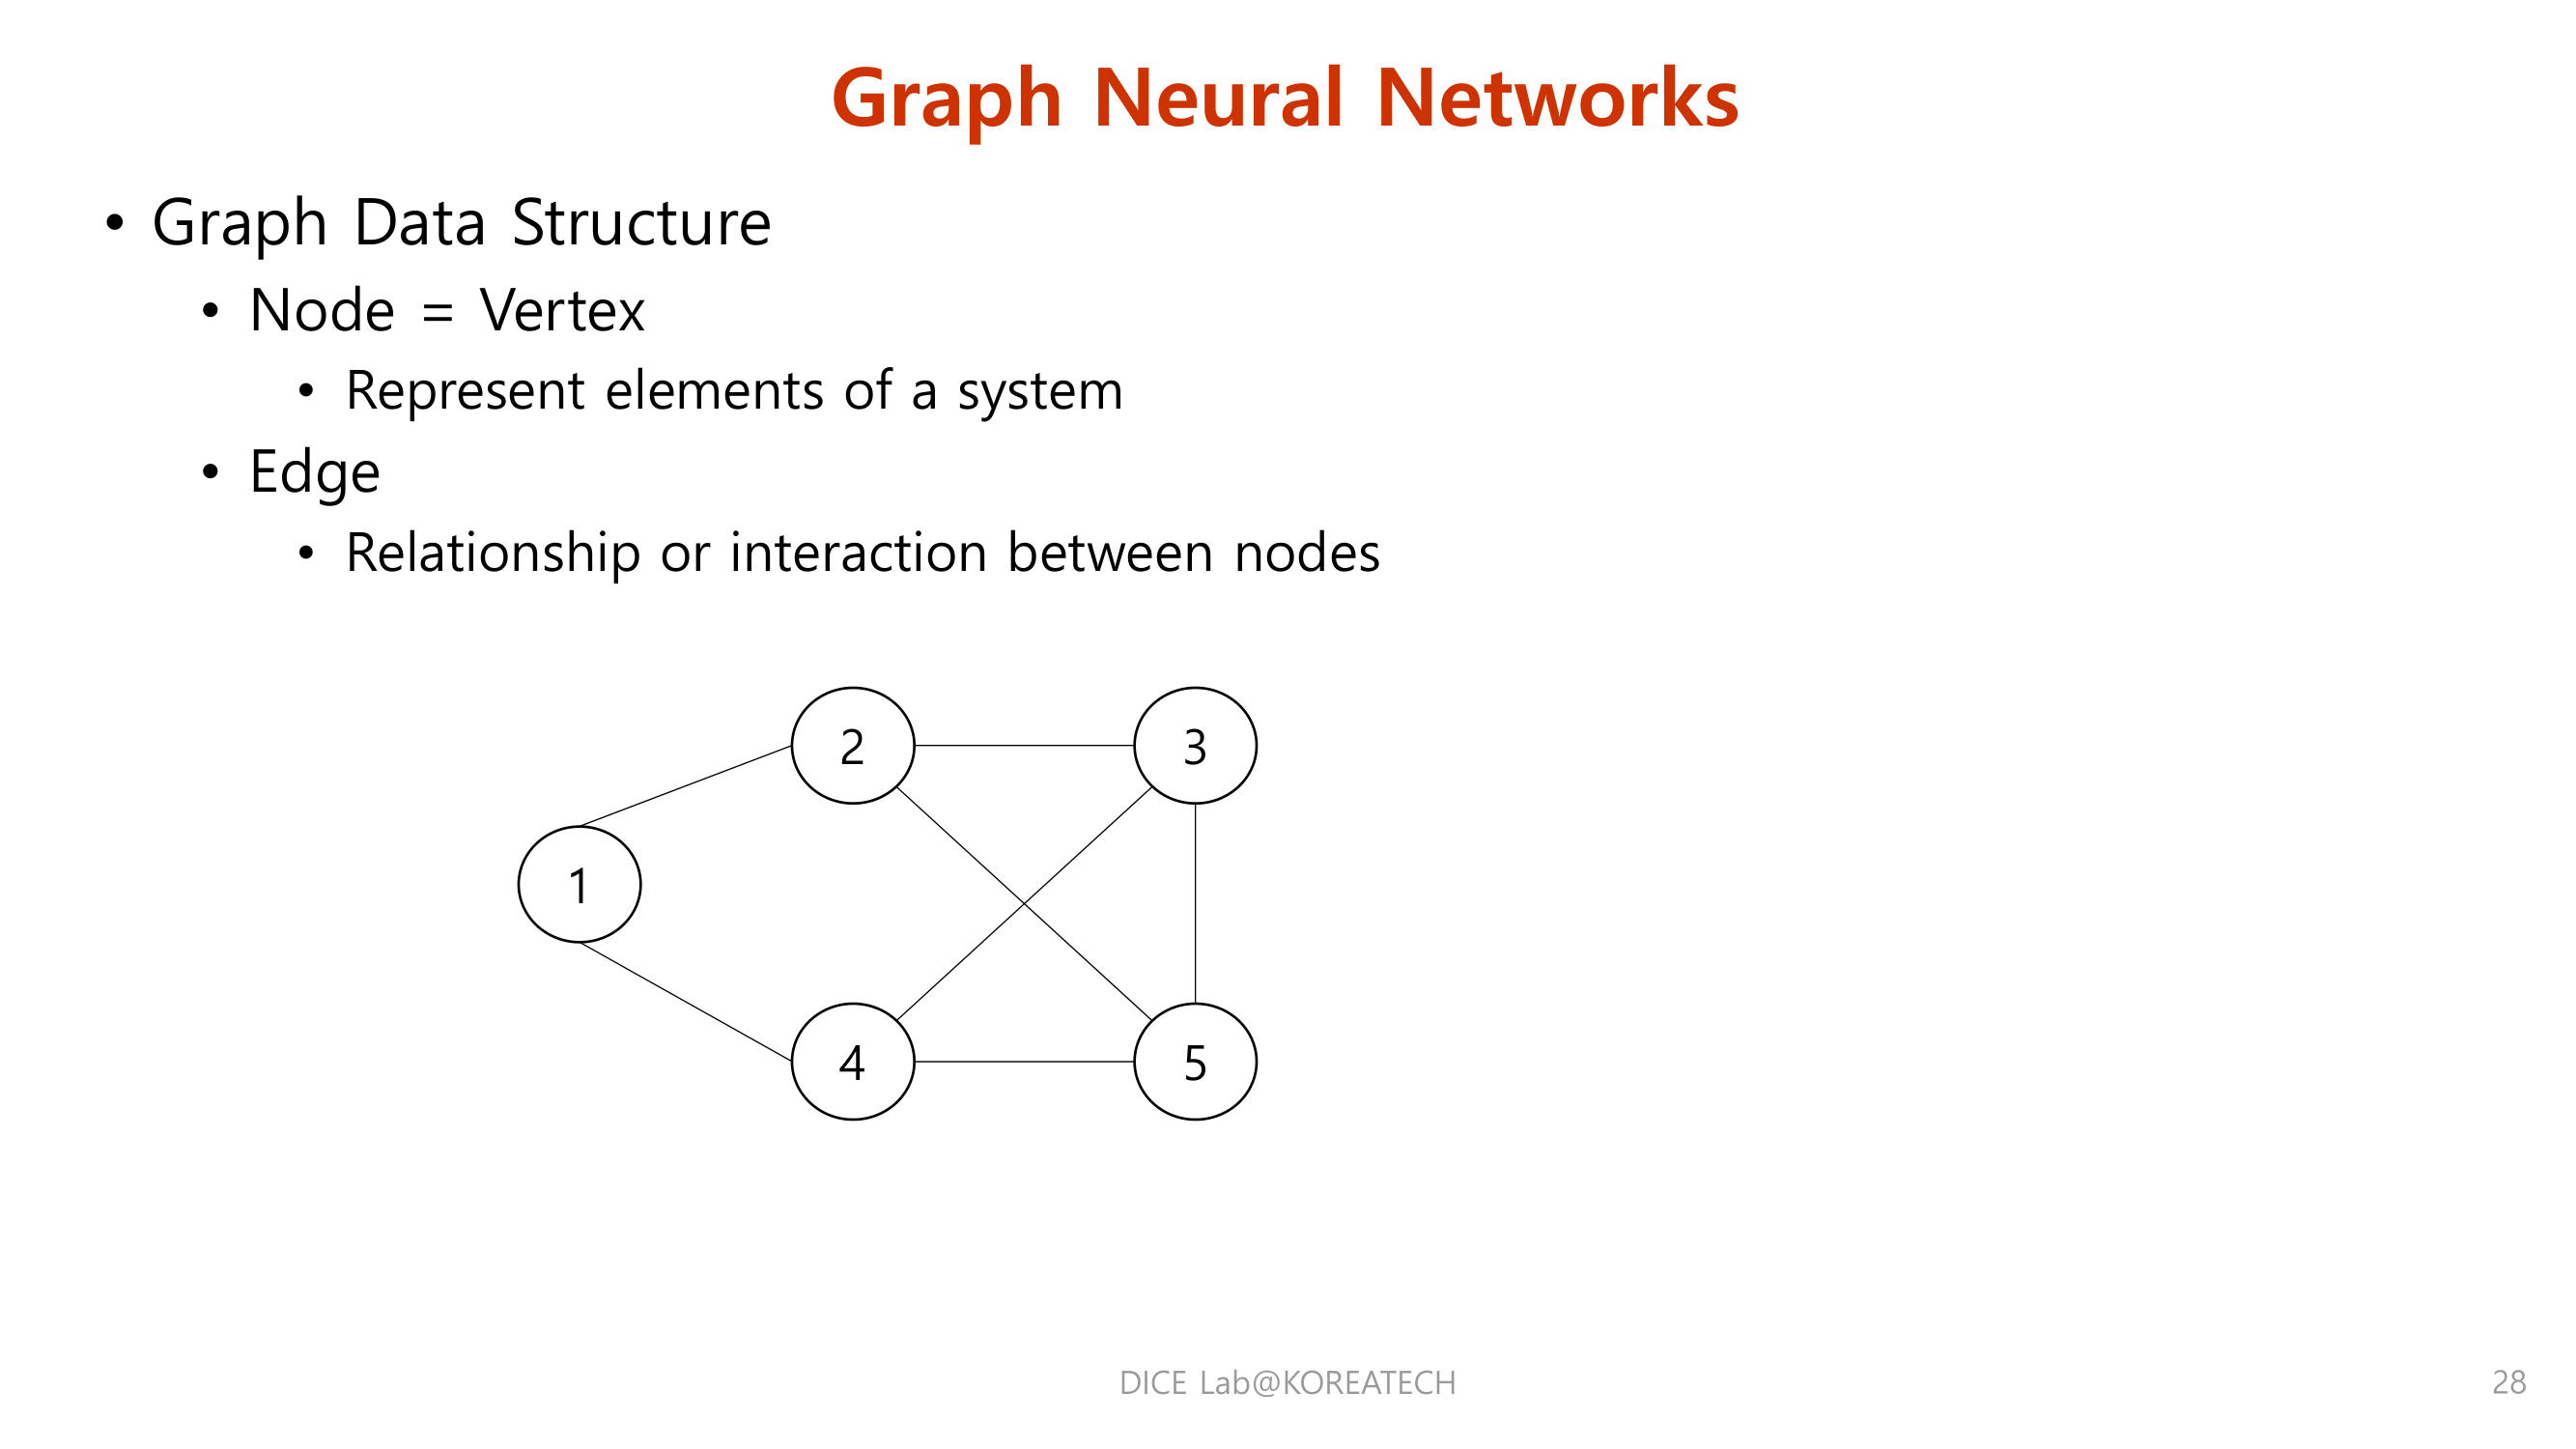 Graph Neural Networks
• Graph Data Structure
• Node = Vertex
• Represent elements of a system
• Edge
• Relationship or interaction between nodes
2
3
1
4
5
DICE Lab@KOREATECH
28